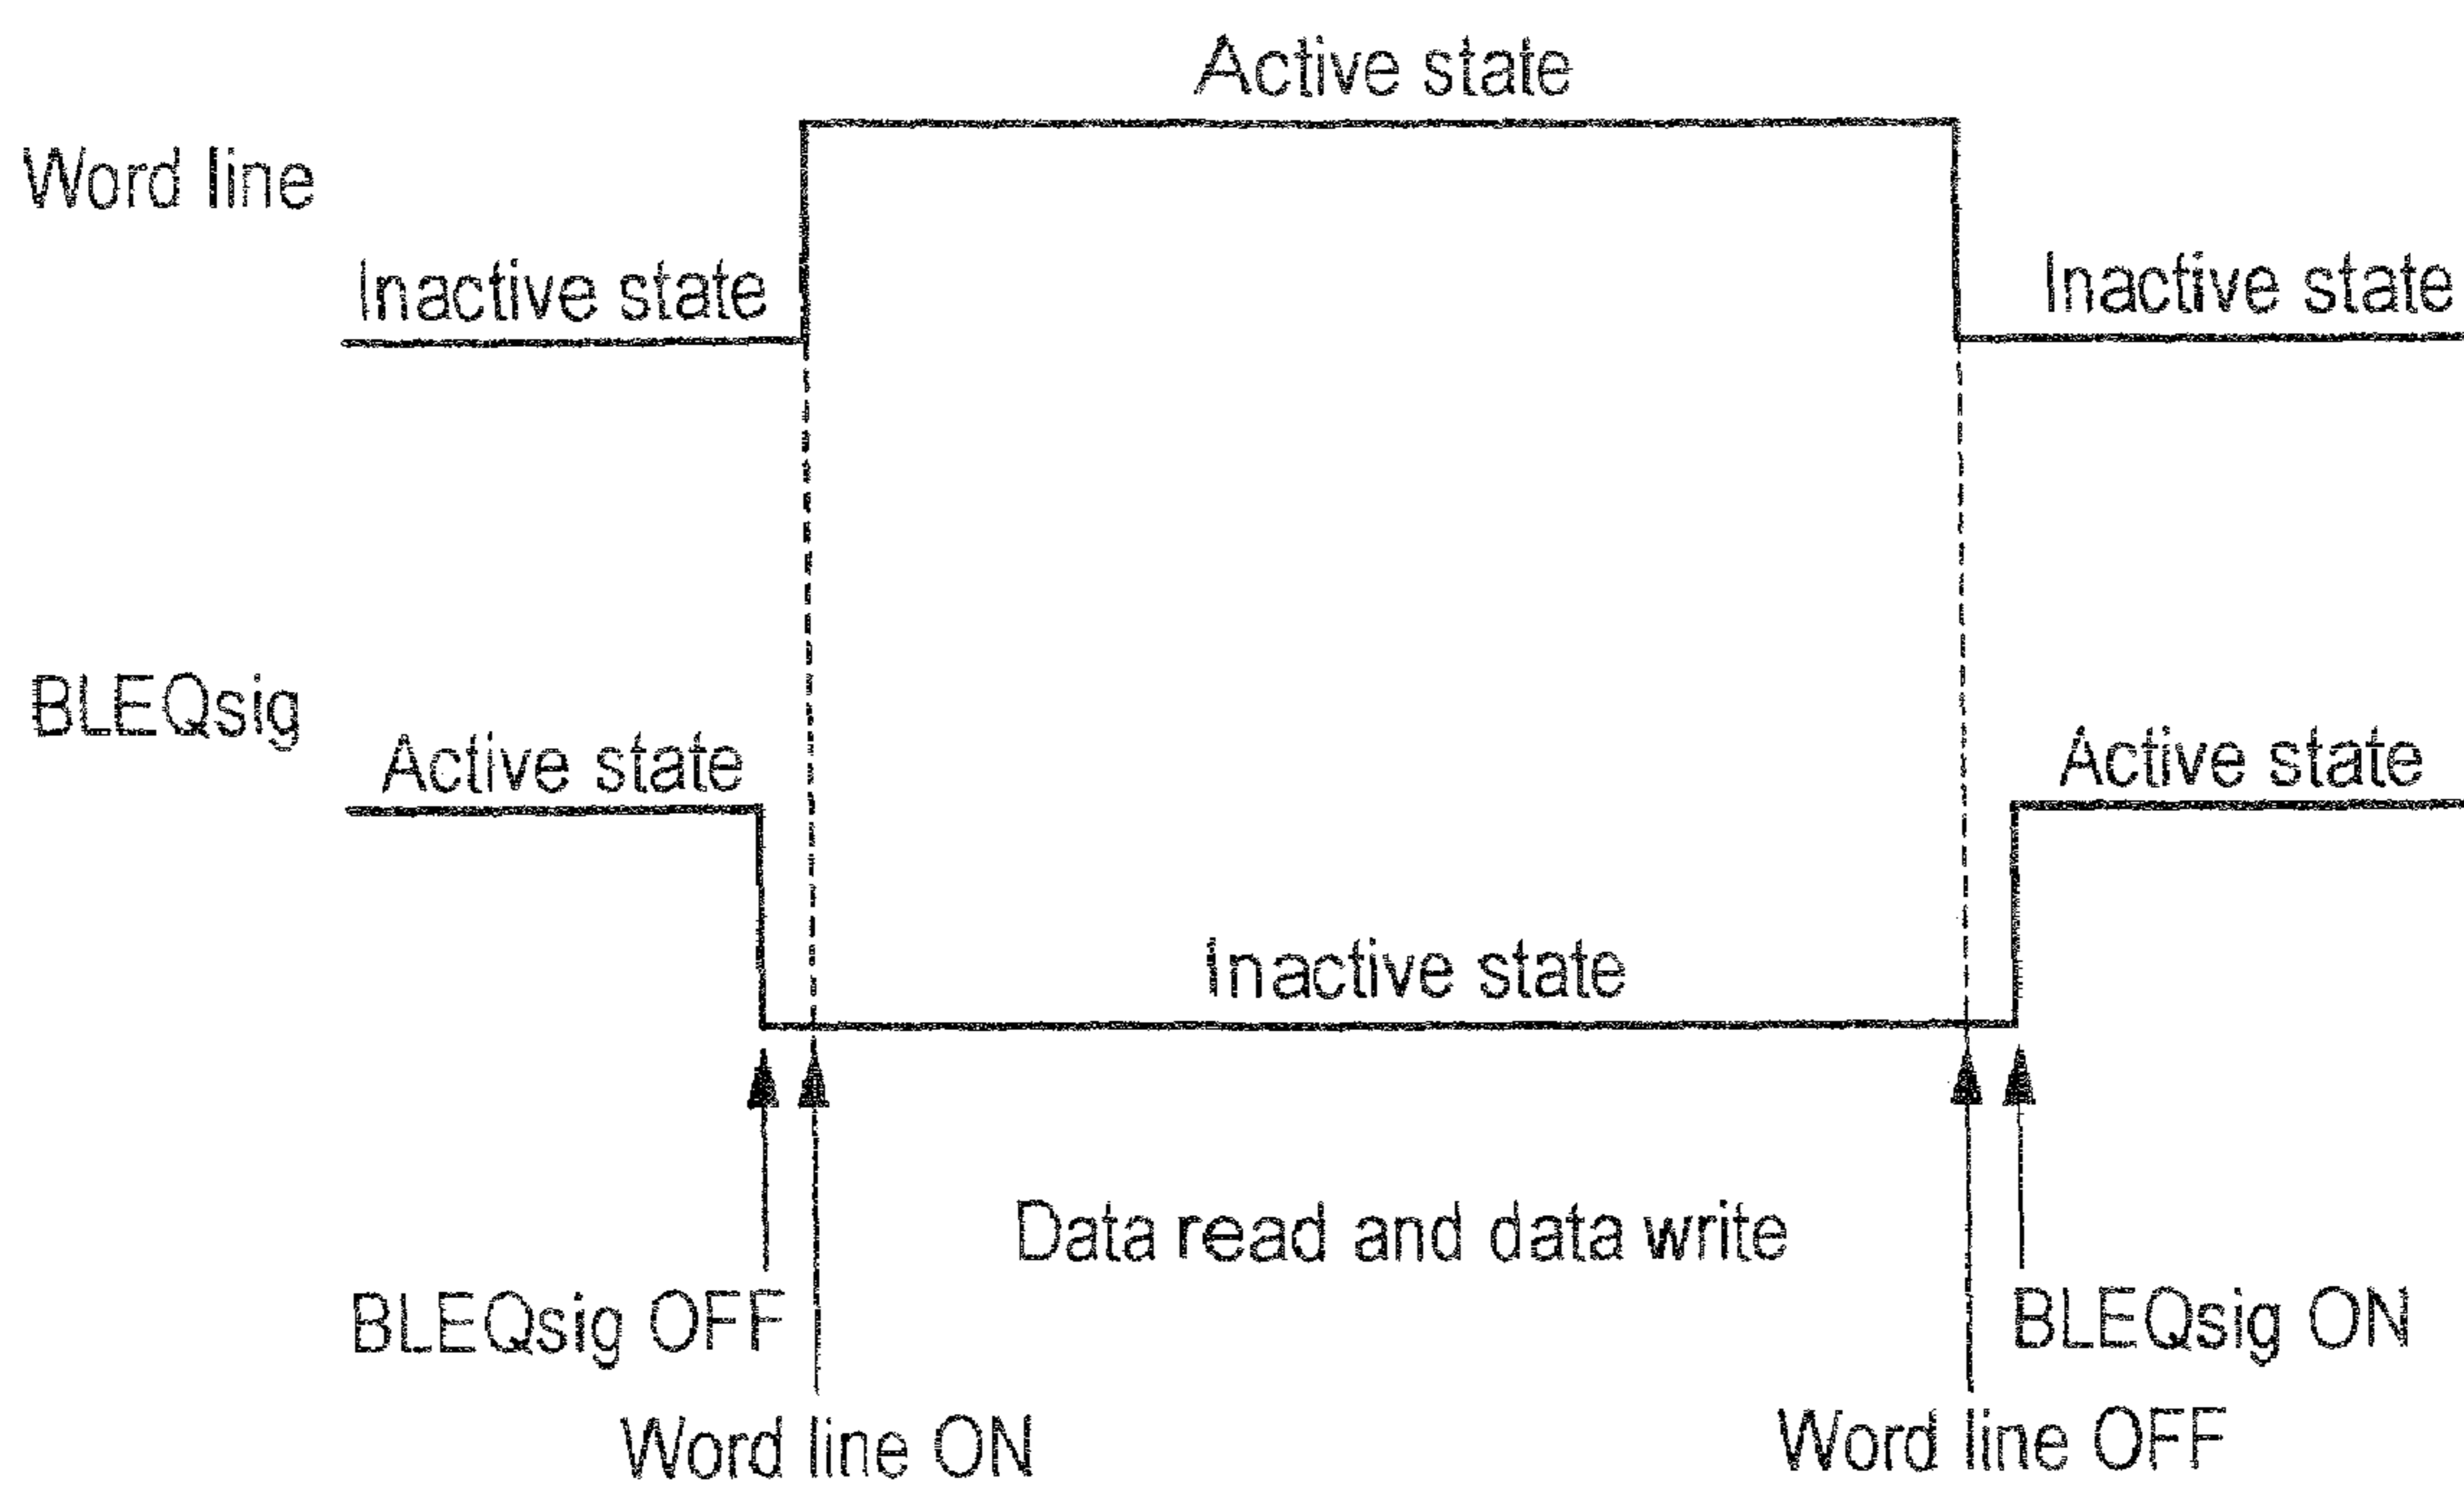 Active state
Word line
Inactive state
Inactive state
BLEQsig
Active state
Active state
Inactive state
Data read and data write
BLEQsig OFF
BLEQsig ON
Word line ON
Word line OFF